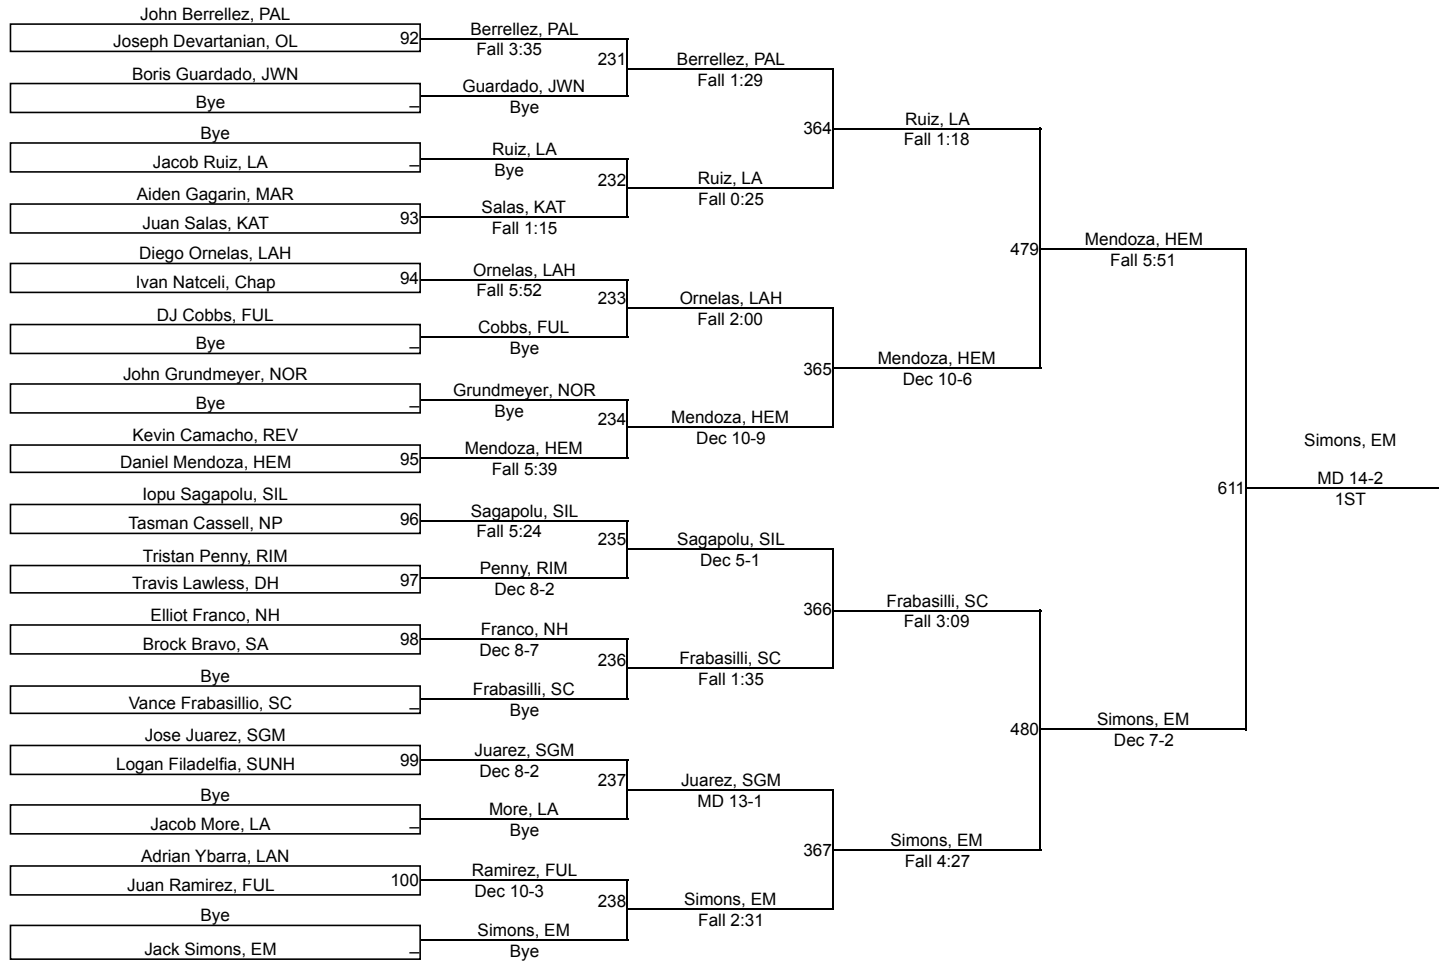 John Berrellez, PAL
Joseph Devartanian, OL 92
Boris Guardado, JWN
Bye _
Bye
Jacob Ruiz, LA _
Aiden Gagarin, MAR
Juan Salas, KAT 93
Diego Ornelas, LAH
Ivan Natceli, Chap 94
DJ Cobbs, FUL
Bye _
John Grundmeyer, NOR
Bye _
Kevin Camacho, REV
Daniel Mendoza, HEM 95
Iopu Sagapolu, SIL
Tasman Cassell, NP 96
Tristan Penny, RIM
Travis Lawless, DH 97
Elliot Franco, NH
Brock Bravo, SA 98
Bye
Vance Frabasillio, SC _
Jose Juarez, SGM
Logan Filadelfia, SUNH 99
Bye
Jacob More, LA _
Adrian Ybarra, LAN
Juan Ramirez, FUL 100
Bye
Jack Simons, EM _
Berrellez, PAL
Fall 3:35
231
Guardado, JWN
Bye
Ruiz, LA
Bye
232
Salas, KAT
Fall 1:15
Ornelas, LAH
Fall 5:52
233
Cobbs, FUL
Bye
Grundmeyer, NOR
Bye
234
Mendoza, HEM
Fall 5:39
Sagapolu, SIL
Fall 5:24
235
Penny, RIM
Dec 8-2
Franco, NH
Dec 8-7
236
Frabasilli, SC
Bye
Juarez, SGM
Dec 8-2
237
More, LA
Bye
Ramirez, FUL
Dec 10-3
238
Simons, EM
Bye
Berrellez, PAL
Fall 1:29
364
Ruiz, LA
Fall 0:25
Ornelas, LAH
Fall 2:00
365
Mendoza, HEM
Dec 10-9
Sagapolu, SIL
Dec 5-1
366
Frabasilli, SC
Fall 1:35
Juarez, SGM
MD 13-1
367
Simons, EM
Fall 2:31
Ruiz, LA
Fall 1:18
479
Mendoza, HEM
Dec 10-6
Frabasilli, SC
Fall 3:09
480
Simons, EM
Fall 4:27
Mendoza, HEM
Fall 5:51
611
Simons, EM
Dec 7-2
Simons, EM
MD 14-2
1ST